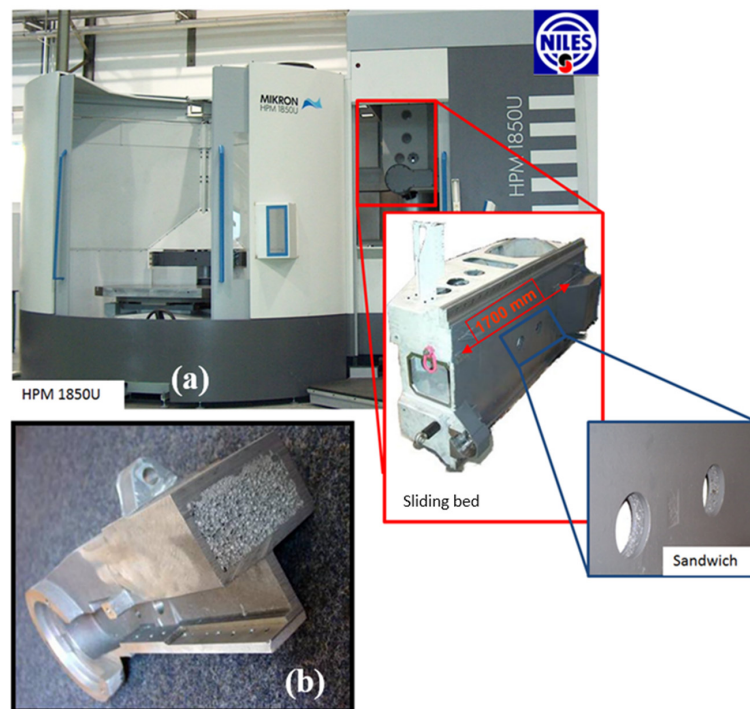 NILES
MIKRON
HPM 1850U
HPM 1850U
1700 mm
(a)
HPM 1850U
Sliding bed
Sandwich
(b)